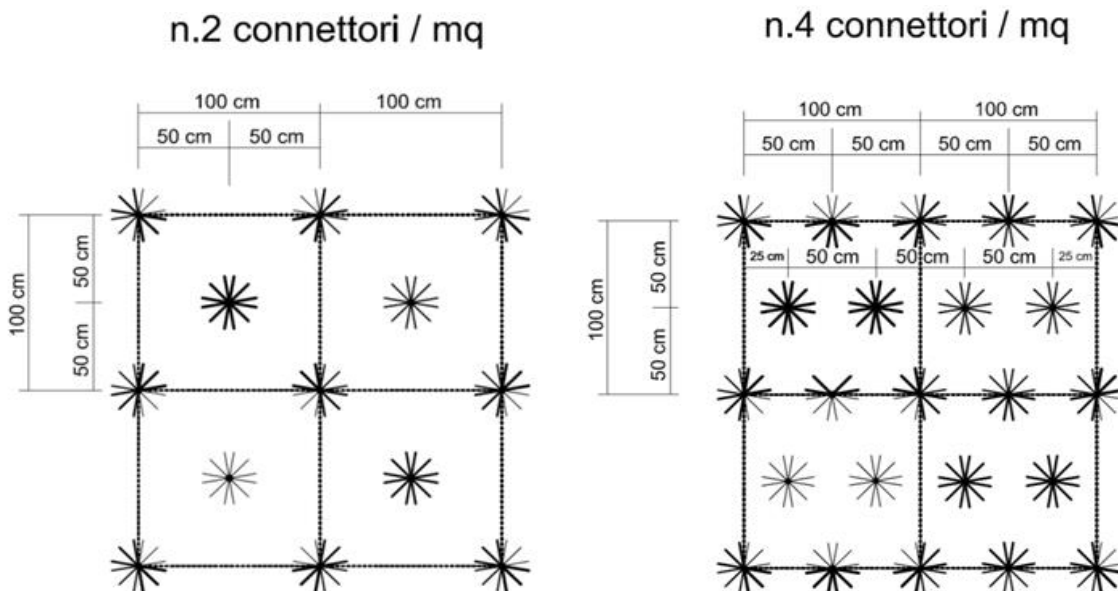 n.2 connettori / mq
100 cm 100 cm
50 cm 50 cm
100 cm
50 cm
50 cm
n.4 connettori / mq
100 cm 100 cm
50 cm 50 cm 50 cm 50 cm
100 cm
50 cm
50 cm
25 cm 50 cm 50 cm 50 cm 25 cm